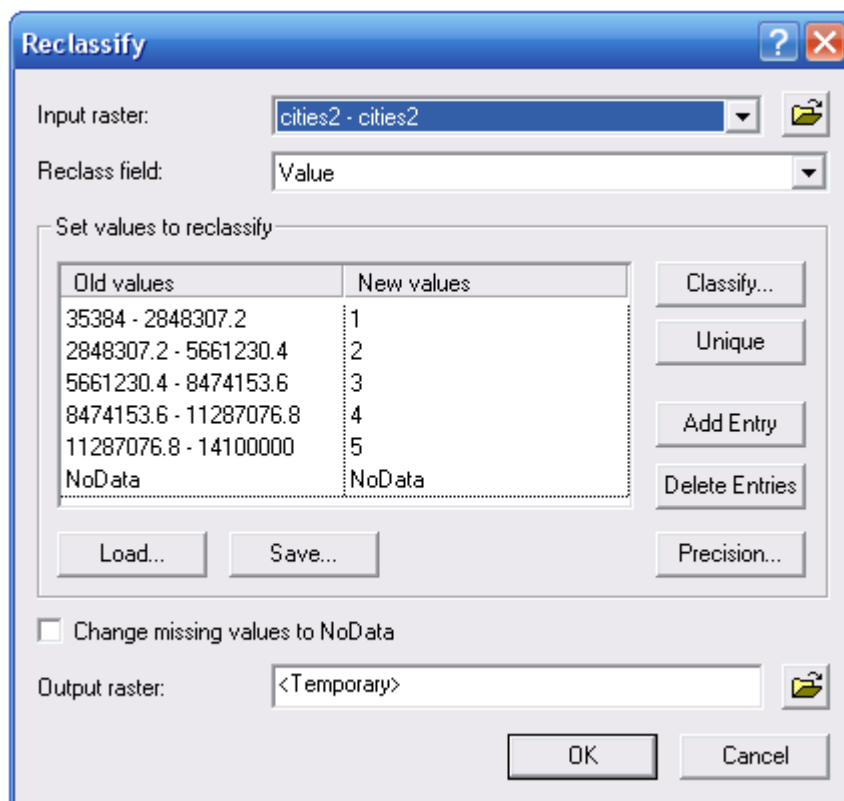 Reclassify
Input raster: cities2 - cities2
Reclass field: Value
Set values to reclassify
Old values New values
35384 - 2848307.2 1
2848307.2 - 5661230.4 2
5661230.4 - 8474153.6 3
8474153.6 - 11287076.8 4
11287076.8 - 14100000 5
NoData NoData
Classify...
Unique
Add Entry
Delete Entries
Load... Save... Precision...
Change missing values to NoData
Output raster: <Temporary>
OK Cancel